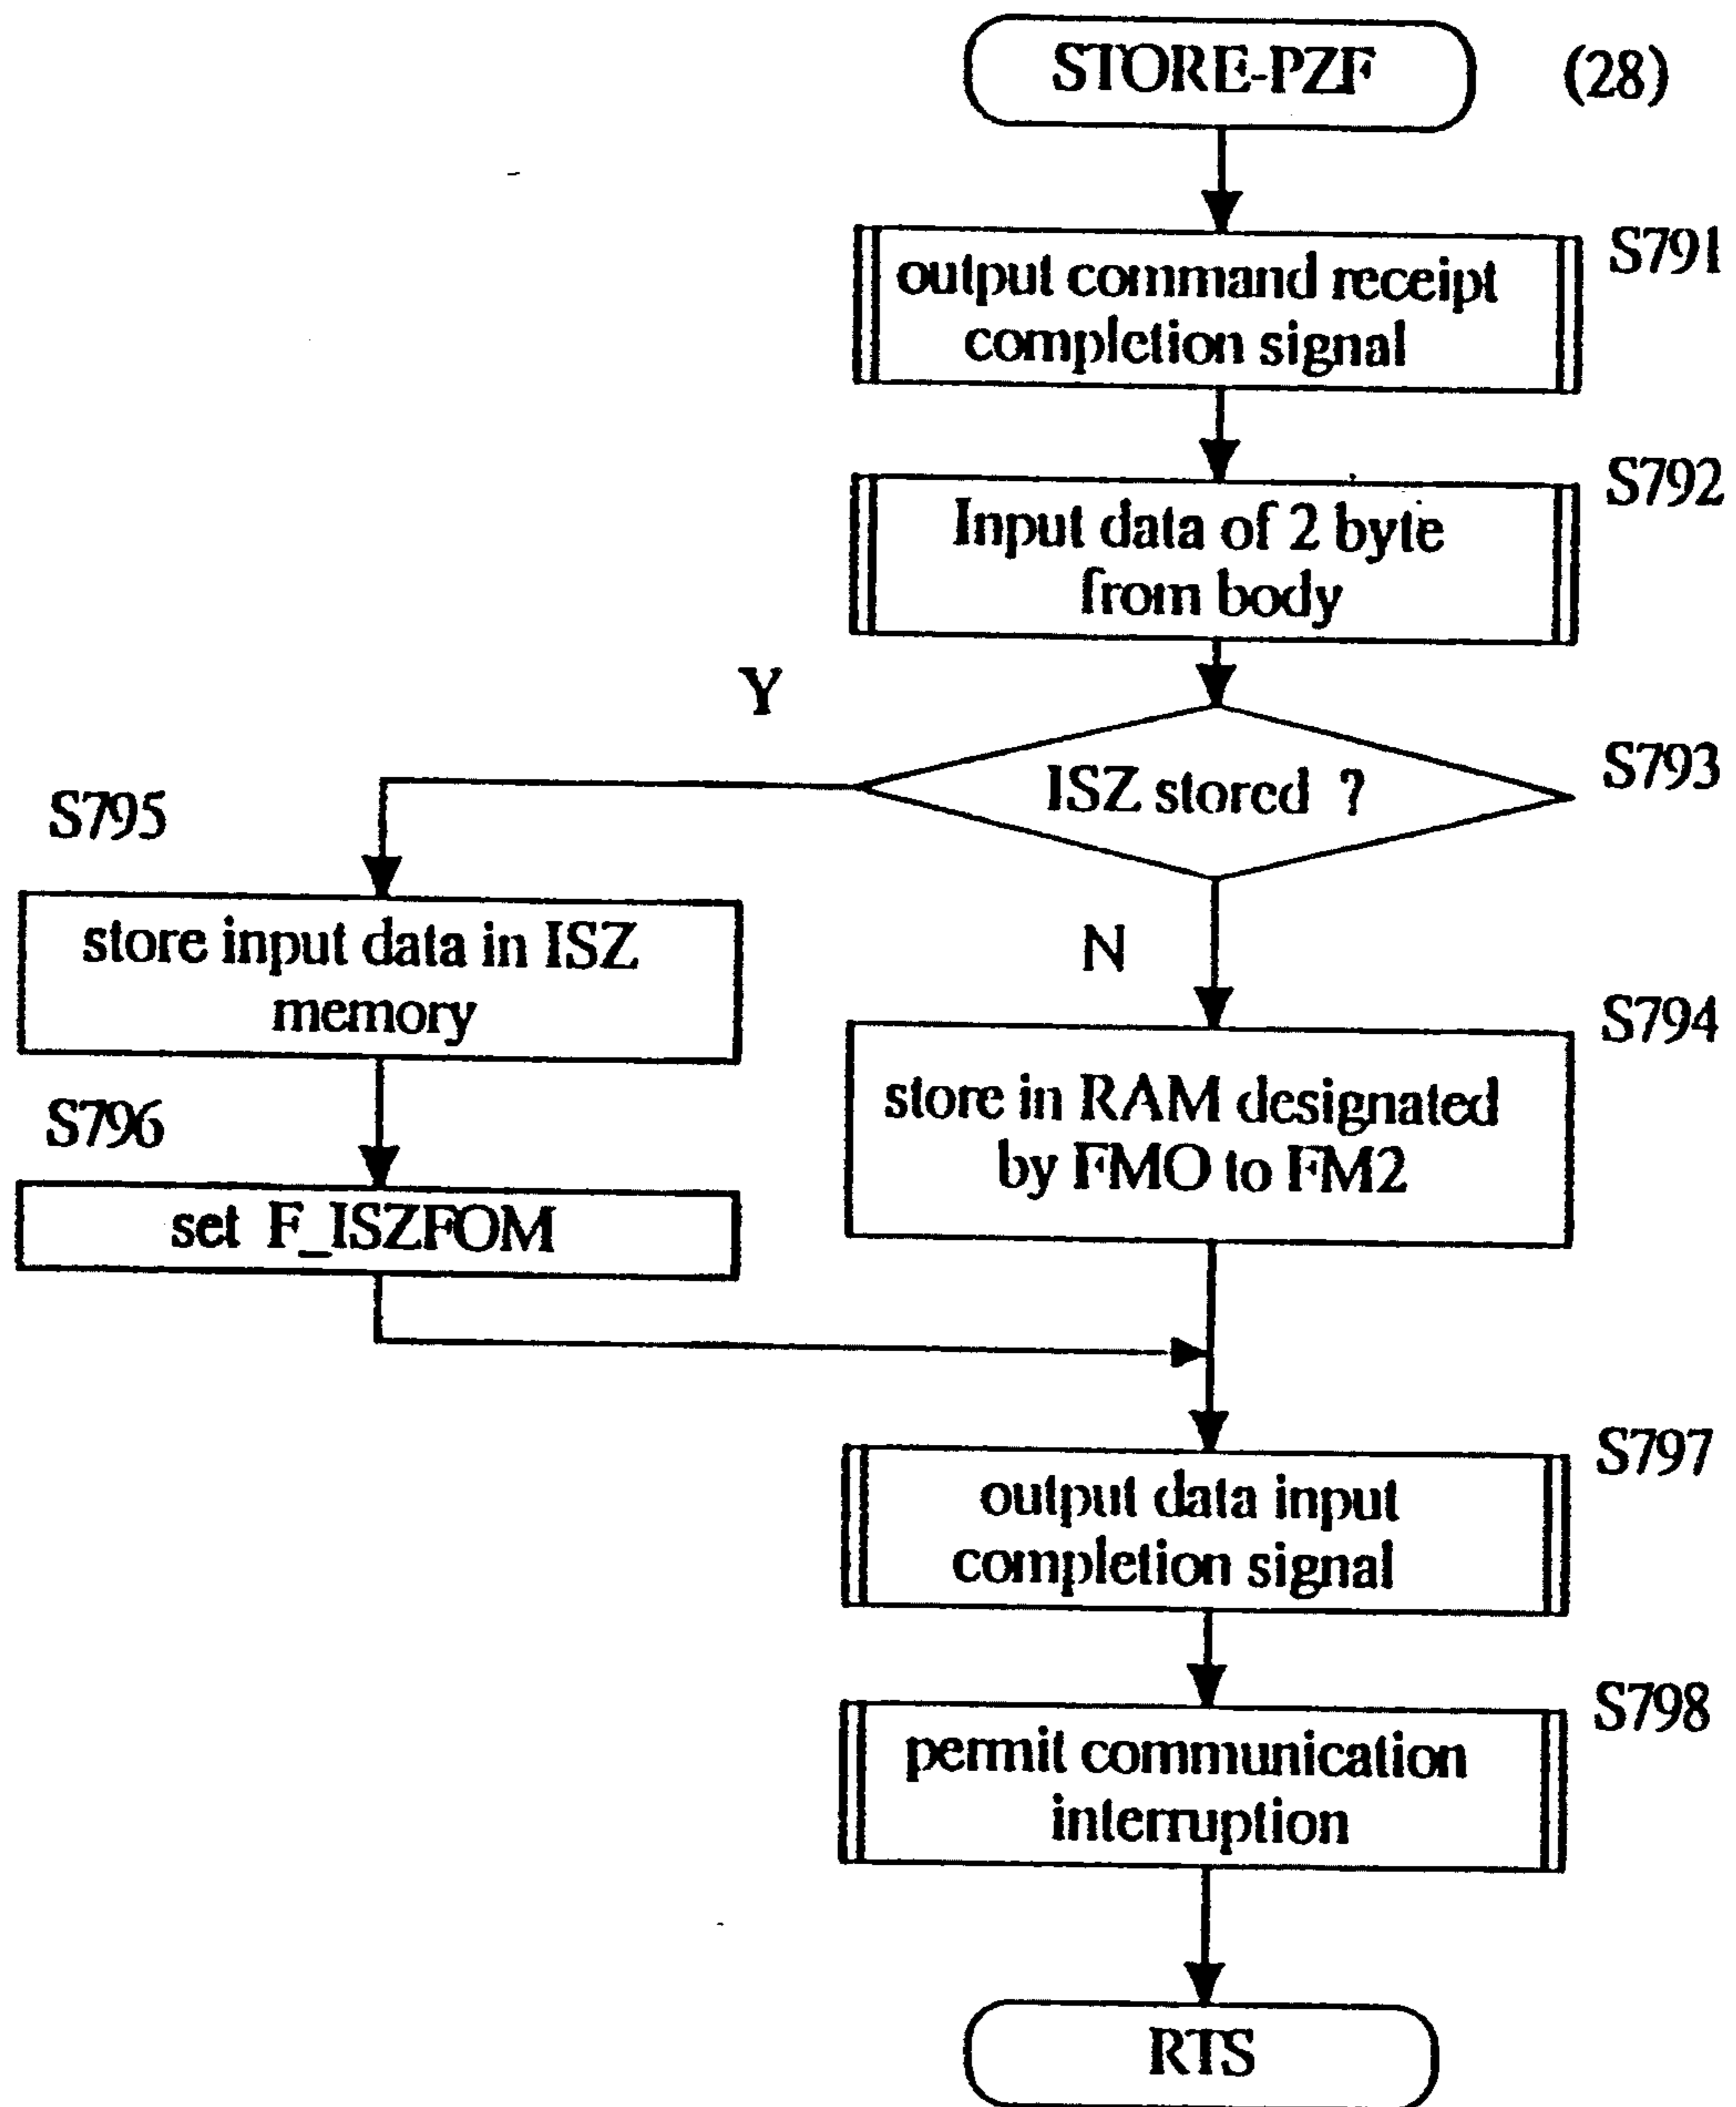 STORE-PZF (28)
S791
output command receipt
completion signal
S792
Input data of 2 byte
from body
Y
S793
ISZ stored ?
S795
store input data in ISZ
memory
N
S794
store in RAM designated
by FMO to FM2
S796
set F_ISZFOM
S797
output data input
completion signal
S798
permit communication
interruption
RTS